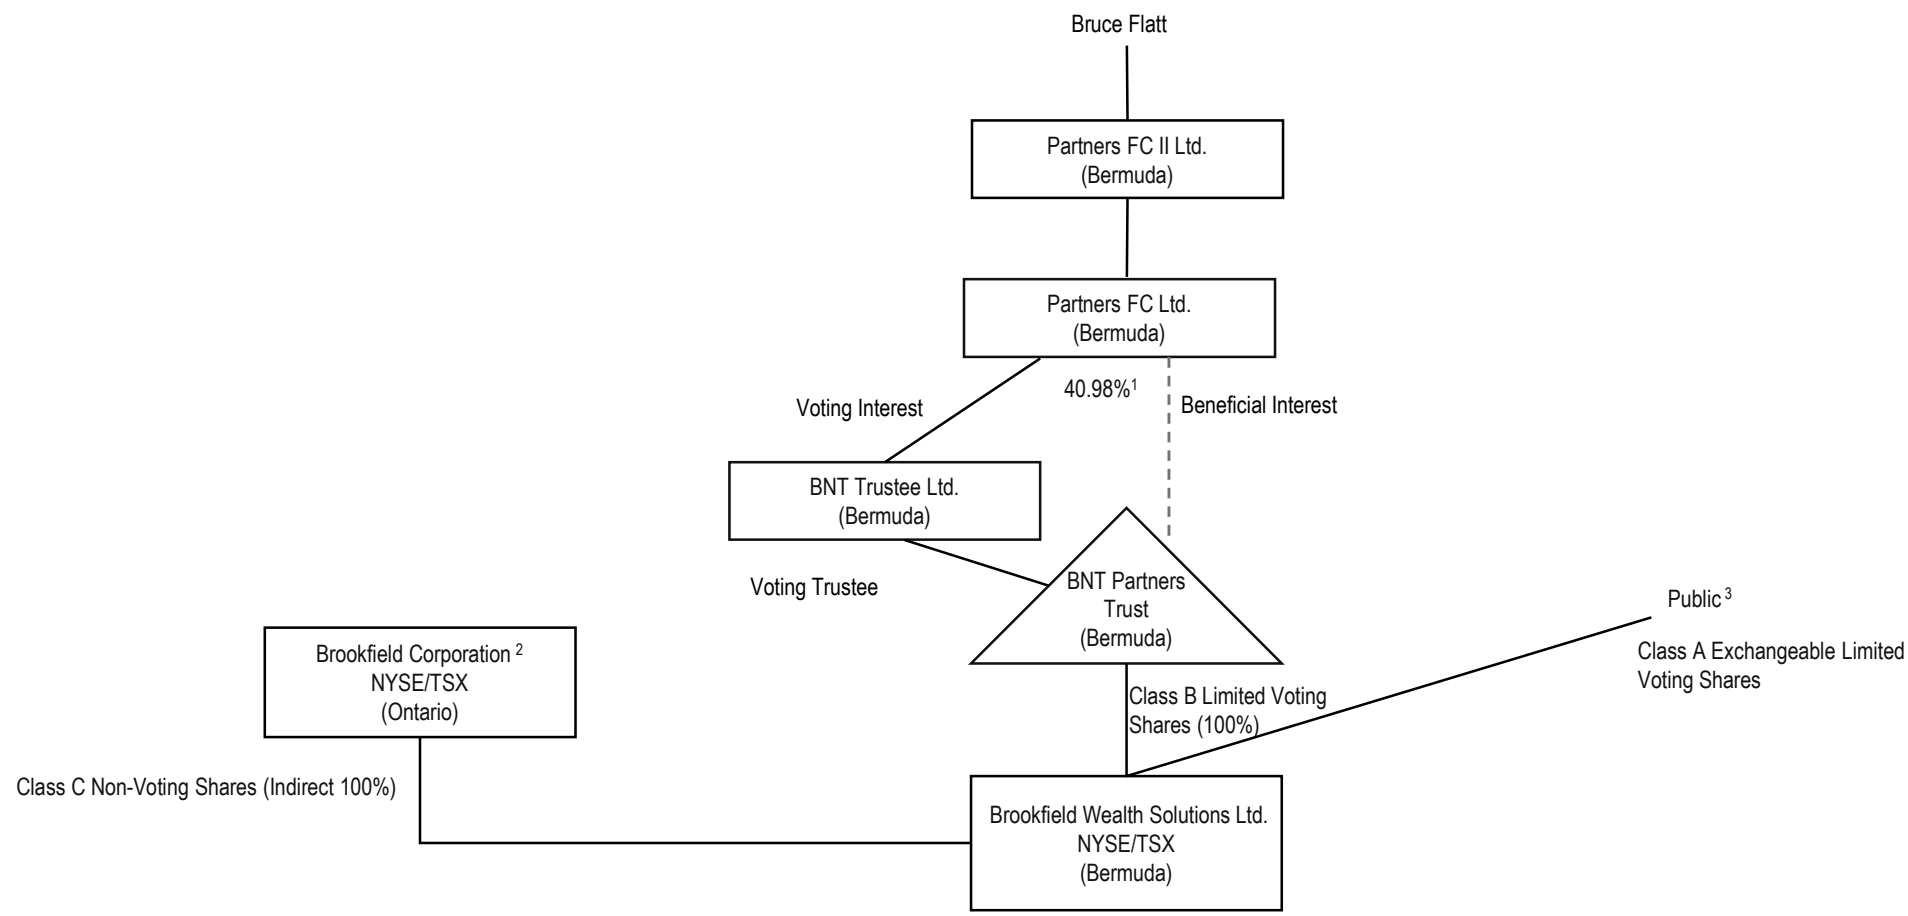 Bruce Flatt
Partners FC II Ltd.
(Bermuda)
Partners FC Ltd.
(Bermuda)
40.98%1
Voting Interest
Beneficial Interest
BNT Trustee Ltd.
(Bermuda)
Voting Trustee
BNT Partners
Trust
(Bermuda)
Public 3
Class A Exchangeable Limited
Voting Shares
Brookfield Corporation 2
NYSE/TSX
(Ontario)
Class B Limited Voting
Shares (100%)
Class C Non-Voting Shares (Indirect 100%)
Brookfield Wealth Solutions Ltd.
NYSE/TSX
(Bermuda)